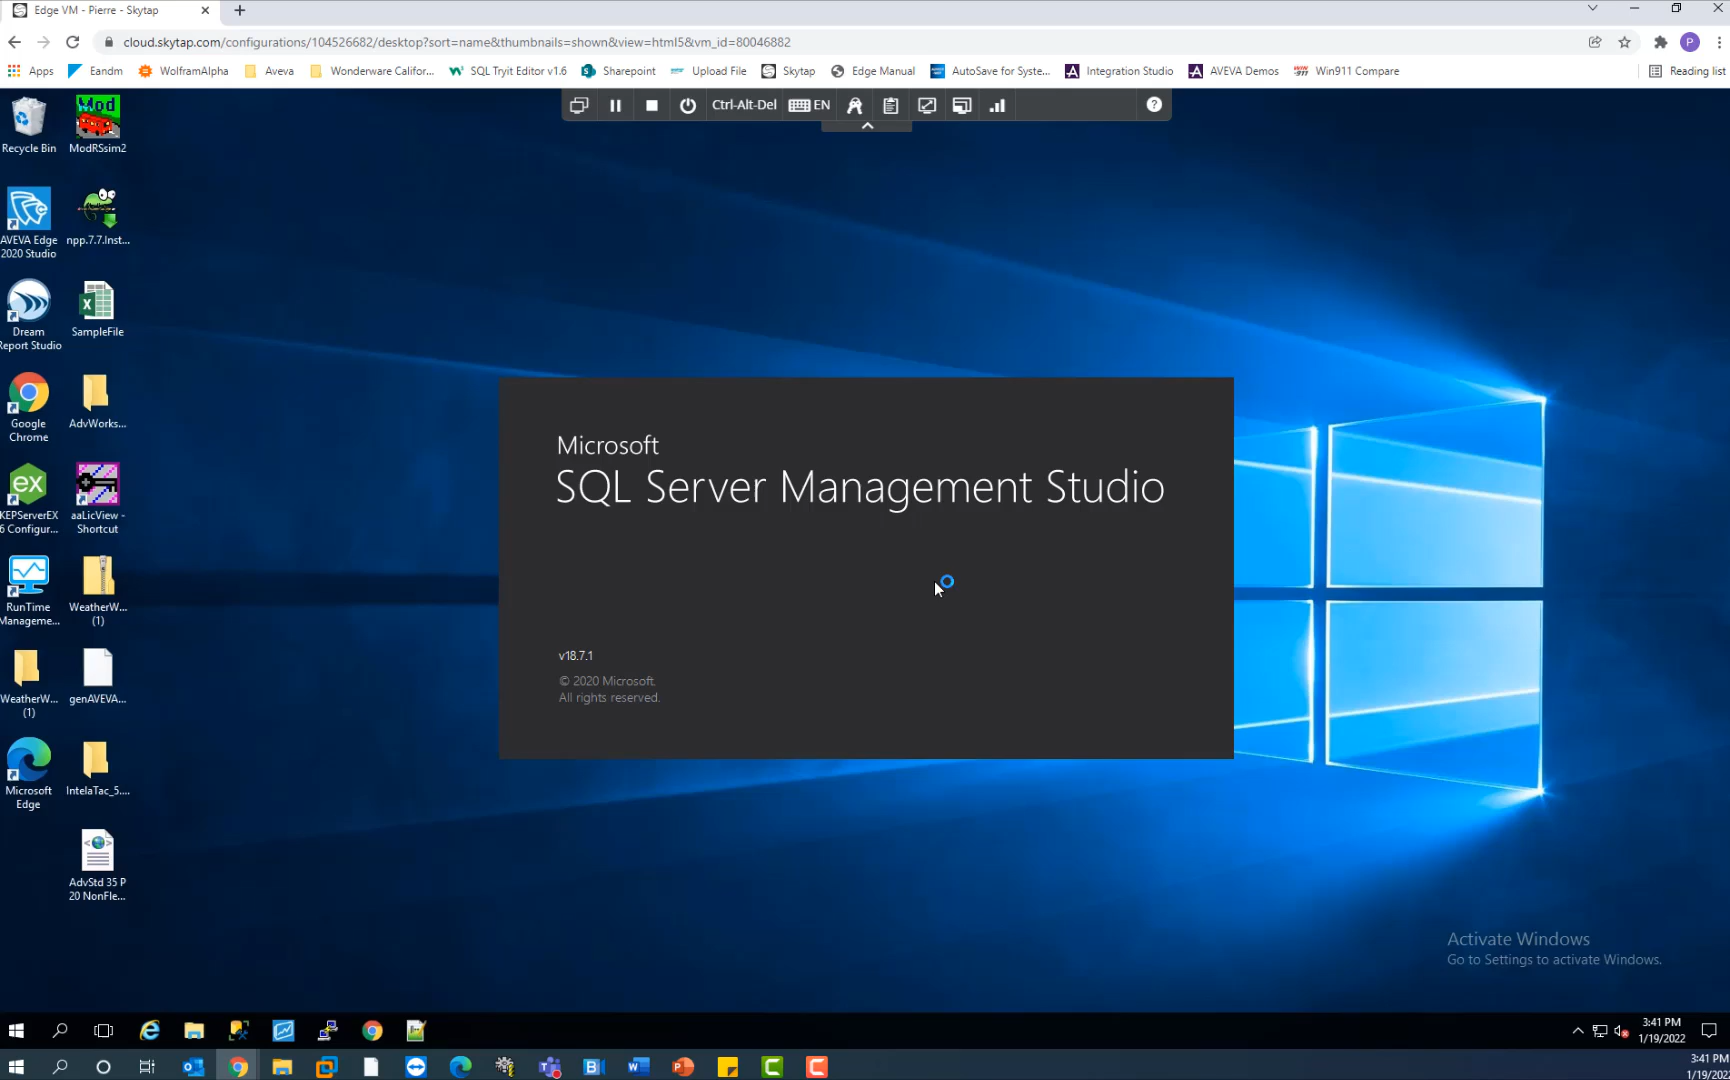 Edge VM - Pierre - Skytap
cloud.skytap.com/configurations/104526682/desktop?sort=name&thumbnails=shown&view=html5&vm_id=80046882
P
Apps
Eandm
WolframAlpha
Aveva
Wonderware Califor...
SQL Tryit Editor v1.6
Sharepoint
Upload File
Skytap
Edge Manual
AutoSave for Syste...
Integration Studio
AVEVA Demos
Win911 Compare
Reading list
Ctrl-Alt-Del
EN
Mod
Recycle Bin
ModRSsim2
AVEVA Edge
2020 Studio
npp.7.7.Inst...
Dream
Report Studio
SampleFile
Google
Chrome
AdvWorks...
ex
KEPServerEX
6 Configur...
aaLicView -
Shortcut
RunTime
Manageme...
WeatherW...
(1)
WeatherW...
(1)
genAVEVA...
Microsoft
Edge
IntelaTac_5....
AdvStd 35 P
20 NonFle...
Microsoft
SQL Server Management Studio
v18.7.1
© 2020 Microsoft.
All rights reserved.
Activate Windows
Go to Settings to activate Windows.
3:41 PM
1/19/2022
3:41 PM
1/19/202